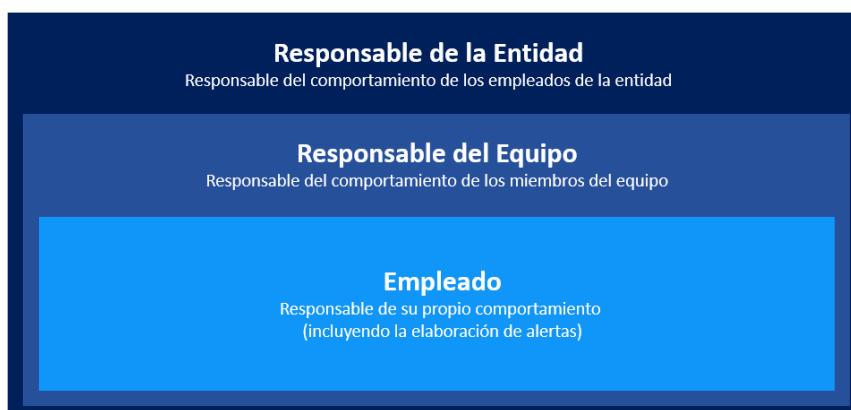 Responsable de la Entidad
Responsable del comportamiento de los empleados de la entidad
Responsable del Equipo
Responsable del comportamiento de los miembros del equipo
Empleado
Responsable de su propio comportamiento
(incluyendo la elaboración de alertas)